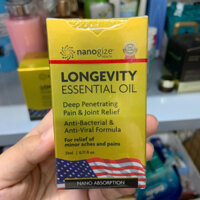 nanogize®
LONGEVITY
ESSENTIAL OIL
Deep Penetrating
Pain & Joint Relief
Anti-Bacterial &
Anti-Viral Formula
For relief of
minor aches and pains
NANO ABSORPTION